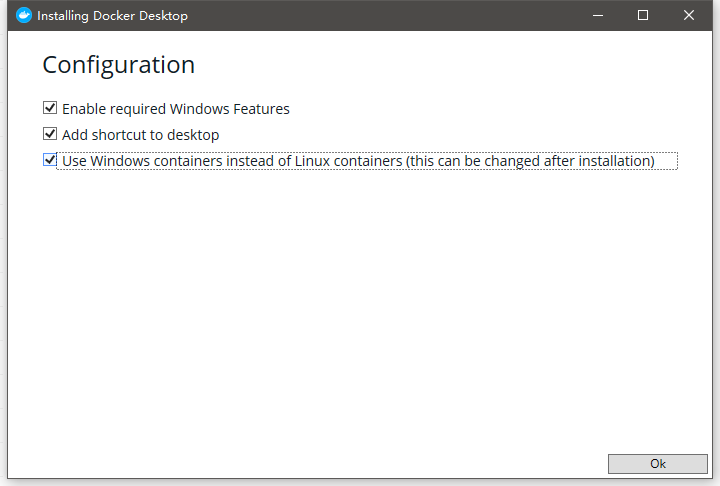 Installing Docker Desktop
Configuration
Enable required Windows Features
Add shortcut to desktop
Use Windows containers instead of Linux containers (this can be changed after installation)
Ok